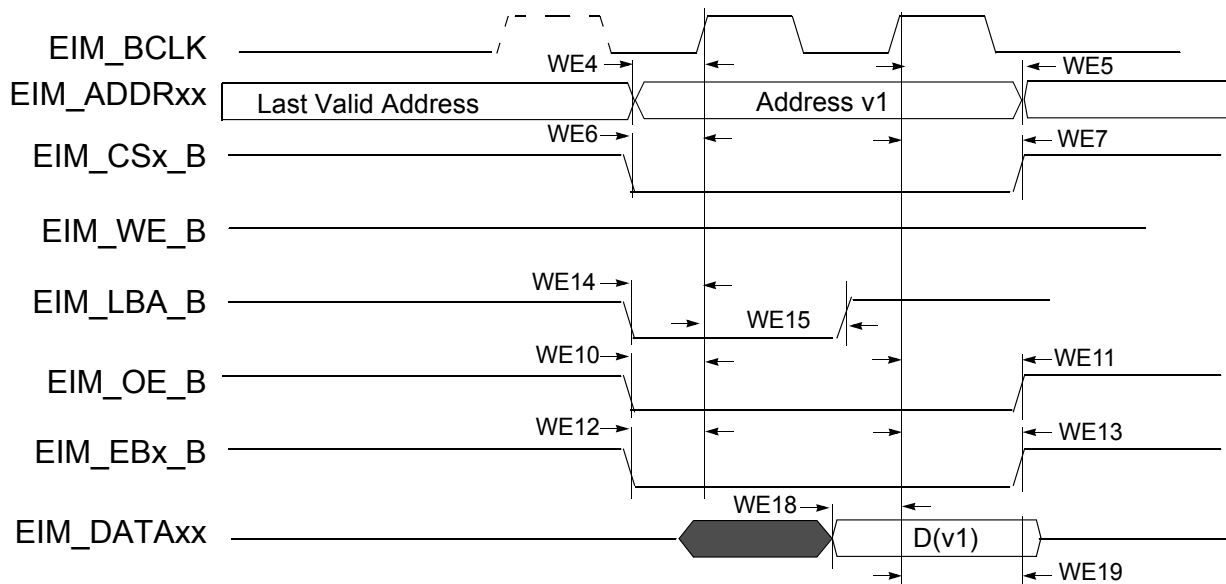 EIM_BCLK
WE4
WE5
EIM_ADDRxx
Last Valid Address
Address v1
WE6
WE7
EIM_CSx_B
EIM_WE_B
WE14
EIM_LBA_B
WE15
WE10
WE11
EIM_OE_B
WE12
WE13
EIM_EBx_B
WE18
EIM_DATAxx
D(v1)
WE19